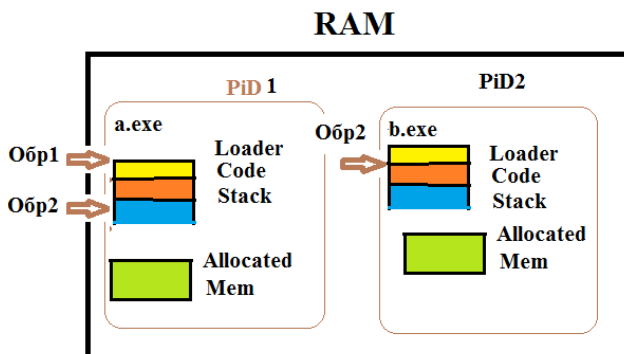 RAM
PiD 1
PiD2
a.exe
Обр1
Обр2
Loader
Code
Stack
Allocated
Mem
Обр2
b.exe
Loader
Code
Stack
Allocated
Mem